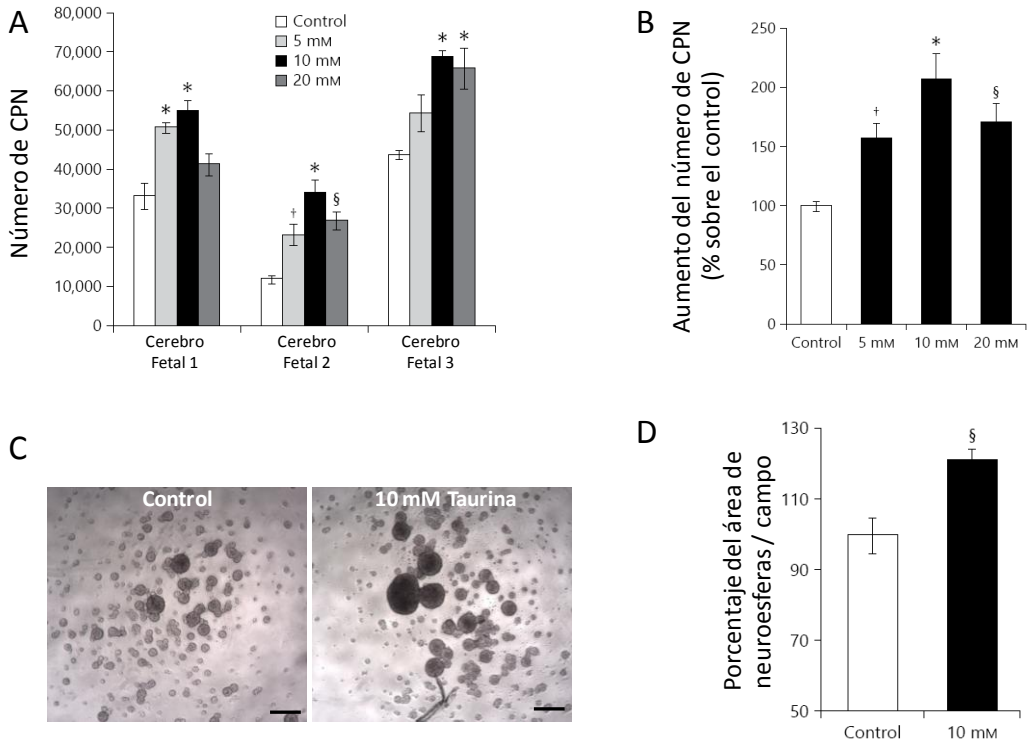 A
Número de CPN
80,000
70,000
60,000
50,000
40,000
30,000
20,000
10,000
0
Control
5 mM
10 mM
20 mM
* *
† * §
* *
Cerebro Cerebro Cerebro
Fetal 1 Fetal 2 Fetal 3
B
Aumento del número de CPN
(% sobre el control)
250
200
150
100
50
0
† * §
Control 5 mM 10 mM 20 mM
C
Control
10 mM Taurina
D
Porcentaje del área de
neuroesferas / campo
130
110
90
70
50
§
Control 10 mM